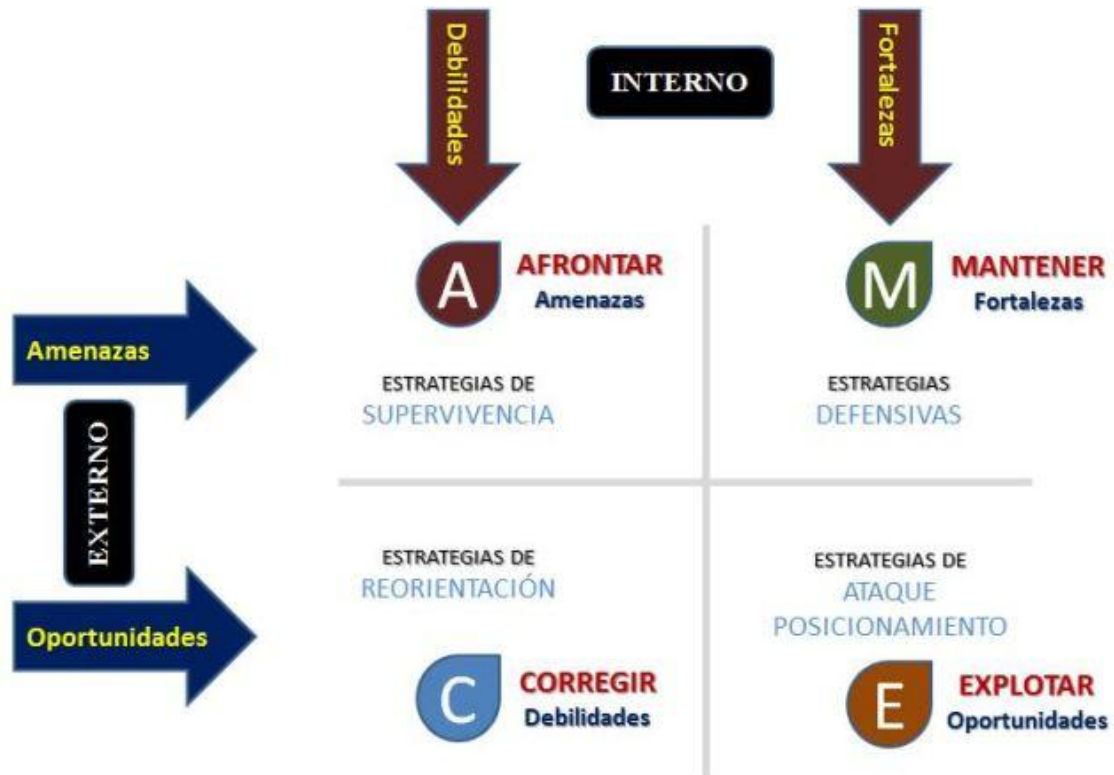 Debilidades
INTERNO
Fortalezas
A
AFRONTAR
Amenazas
M
MANTENER
Fortalezas
Amenazas
ESTRATEGIAS DE
SUPERVIVENCIA
ESTRATEGIAS
DEFENSIVAS
EXTERNO
ESTRATEGIAS DE
REORIENTACIÓN
ESTRATEGIAS DE
ATAQUE
POSICIONAMIENTO
Oportunidades
C
CORREGIR
Debilidades
E
EXPLOTAR
Oportunidades